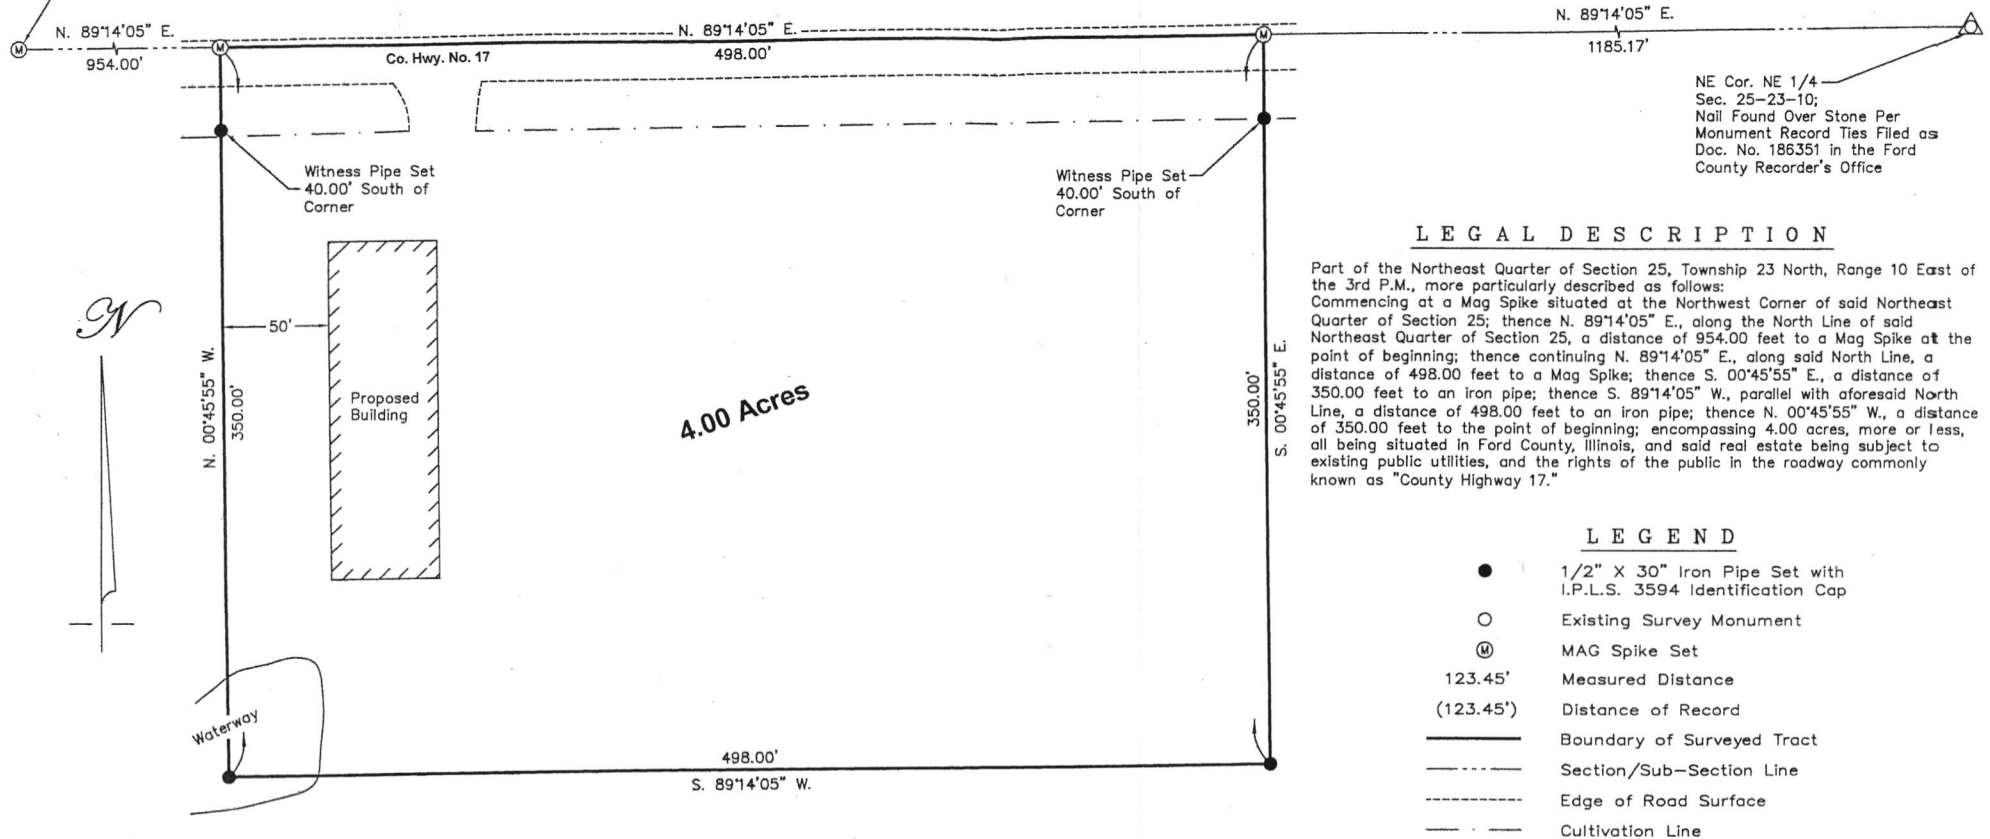 N. 89°14'05" E.
954.00'
N. 89°14'05" E.
498.00'
Co. Hwy. No. 17
N. 89°14'05" E.
1185.17'
M
M
M
NE Cor. NE 1/4
Sec. 25-23-10;
Nail Found Over Stone Per
Monument Record Ties Filed as
Doc. No. 186351 in the Ford
County Recorder's Office
Witness Pipe Set
40.00' South of
Corner
Witness Pipe Set
40.00' South of
Corner
N
50'
Proposed
Building
N. 00°45'55" W.
350.00'
4.00 Acres
350.00'
S. 00°45'55" E.
Waterway
498.00'
S. 89°14'05" W.
LEGAL DESCRIPTION
Part of the Northeast Quarter of Section 25, Township 23 North, Range 10 East of
the 3rd P.M., more particularly described as follows:
Commencing at a Mag Spike situated at the Northwest Corner of said Northeast
Quarter of Section 25; thence N. 89°14'05" E., along the North Line of said
Northeast Quarter of Section 25, a distance of 954.00 feet to a Mag Spike at the
point of beginning; thence continuing N. 89°14'05" E., along said North Line, a
distance of 498.00 feet to a Mag Spike; thence S. 00°45'55" E., a distance of
350.00 feet to an iron pipe; thence S. 89°14'05" W., parallel with aforesaid North
Line, a distance of 498.00 feet to an iron pipe; thence N. 00°45'55" W., a distance
of 350.00 feet to the point of beginning; encompassing 4.00 acres, more or less,
all being situated in Ford County, Illinois, and said real estate being subject to
existing public utilities, and the rights of the public in the roadway commonly
known as "County Highway 17."
LEGEND
1/2" X 30" Iron Pipe Set with
I.P.L.S. 3594 Identification Cap
Existing Survey Monument
M MAG Spike Set
123.45' Measured Distance
(123.45') Distance of Record
Boundary of Surveyed Tract
Section/Sub-Section Line
Edge of Road Surface
Cultivation Line